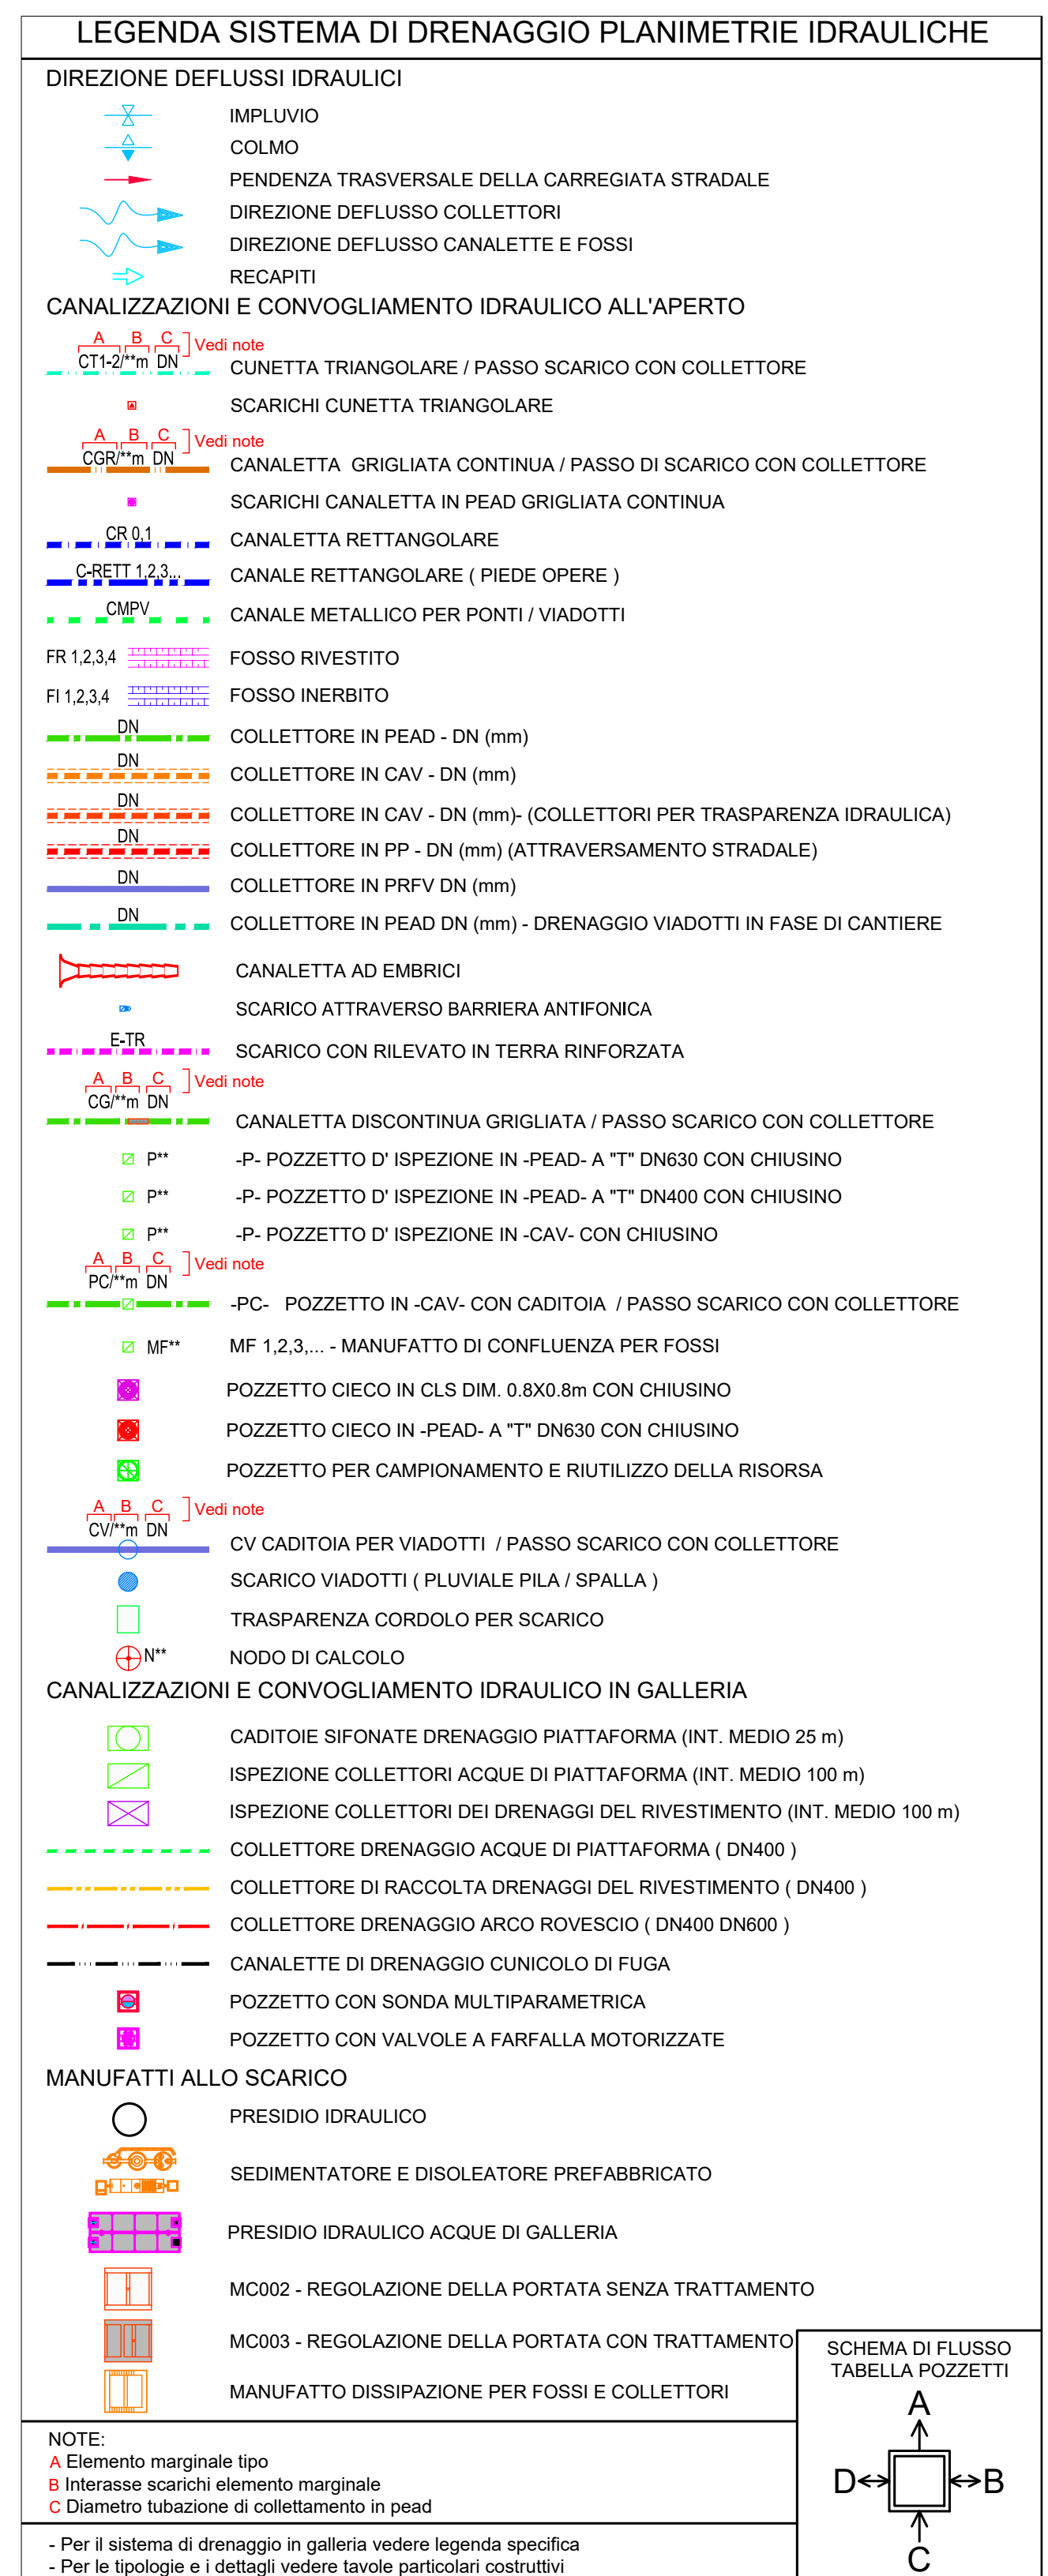 LEGENDA SISTEMA DI DRENAGGIO PLANIMETRIE IDRAULICHE
DIREZIONE DEFLUSSI IDRAULICI
IMPLUVIO
COLMO
PENDENZA TRASVERSALE DELLA CARREGIATA STRADALE
DIREZIONE DEFLUSSO COLLETTORI
DIREZIONE DEFLUSSO CANALETTE E FOSSI
RECAPITI
CANALIZZAZIONI E CONVOGLIAMENTO IDRAULICO ALL'APERTO
A B C Vedi note
CT1-2/**m DN
CUNETTA TRIANGOLARE / PASSO SCARICO CON COLLETTORE
SCARICHI CUNETTA TRIANGOLARE
A B C Vedi note
CGR/**m DN
CANALETTA GRIGLIATA CONTINUA / PASSO DI SCARICO CON COLLETTORE
SCARICHI CANALETTA IN PEAD GRIGLIATA CONTINUA
CR 0,1 CANALETTA RETTANGOLARE
C-RETT 1,2,3... CANALE RETTANGOLARE ( PIEDE OPERE )
CMPV CANALE METALLICO PER PONTI / VIADOTTI
FR 1,2,3,4 FOSSO RIVESTITO
FI 1,2,3,4 FOSSO INERBITO
DN COLLETTORE IN PEAD - DN (mm)
DN COLLETTORE IN CAV - DN (mm)
DN COLLETTORE IN CAV - DN (mm)- (COLLETTORI PER TRASPARENZA IDRAULICA)
DN COLLETTORE IN PP - DN (mm) (ATTRAVERSAMENTO STRADALE)
DN COLLETTORE IN PRFV DN (mm)
DN COLLETTORE IN PEAD DN (mm) - DRENAGGIO VIADOTTI IN FASE DI CANTIERE
CANALETTA AD EMBRICI
SCARICO ATTRAVERSO BARRIERA ANTIFONICA
E-TR SCARICO CON RILEVATO IN TERRA RINFORZATA
A B C Vedi note
CG/**m DN
CANALETTA DISCONTINUA GRIGLIATA / PASSO SCARICO CON COLLETTORE
P** -P- POZZETTO D' ISPEZIONE IN -PEAD- A "T" DN630 CON CHIUSINO
P** -P- POZZETTO D' ISPEZIONE IN -PEAD- A "T" DN400 CON CHIUSINO
P** -P- POZZETTO D' ISPEZIONE IN -CAV- CON CHIUSINO
A B C Vedi note
PC/**m DN
-PC- POZZETTO IN -CAV- CON CADITOIA / PASSO SCARICO CON COLLETTORE
MF** MF 1,2,3,... - MANUFATTO DI CONFLUENZA PER FOSSI
POZZETTO CIECO IN CLS DIM. 0.8X0.8m CON CHIUSINO
POZZETTO CIECO IN -PEAD- A "T" DN630 CON CHIUSINO
POZZETTO PER CAMPIONAMENTO E RIUTILIZZO DELLA RISORSA
A B C Vedi note
CV/**m DN
CV CADITOIA PER VIADOTTI / PASSO SCARICO CON COLLETTORE
SCARICO VIADOTTI ( PLUVIALE PILA / SPALLA )
TRASPARENZA CORDOLO PER SCARICO
N** NODO DI CALCOLO
CANALIZZAZIONI E CONVOGLIAMENTO IDRAULICO IN GALLERIA
CADITOIE SIFONATE DRENAGGIO PIATTAFORMA (INT. MEDIO 25 m)
ISPEZIONE COLLETTORI ACQUE DI PIATTAFORMA (INT. MEDIO 100 m)
ISPEZIONE COLLETTORI DEI DRENAGGI DEL RIVESTIMENTO (INT. MEDIO 100 m)
COLLETTORE DRENAGGIO ACQUE DI PIATTAFORMA ( DN400 )
COLLETTORE DI RACCOLTA DRENAGGI DEL RIVESTIMENTO ( DN400 )
COLLETTORE DRENAGGIO ARCO ROVESCIO ( DN400 DN600 )
CANALETTE DI DRENAGGIO CUNICOLO DI FUGA
POZZETTO CON SONDA MULTIPARAMETRICA
POZZETTO CON VALVOLE A FARFALLA MOTORIZZATE
MANUFATTI ALLO SCARICO
PRESIDIO IDRAULICO
SEDIMENTATORE E DISOLEATORE PREFABBRICATO
PRESIDIO IDRAULICO ACQUE DI GALLERIA
MC002 - REGOLAZIONE DELLA PORTATA SENZA TRATTAMENTO
MC003 - REGOLAZIONE DELLA PORTATA CON TRATTAMENTO
MANUFATTO DISSIPAZIONE PER FOSSI E COLLETTORI
SCHEMA DI FLUSSO
TABELLA POZZETTI
A
D B
C
NOTE:
A Elemento marginale tipo
B Interasse scarichi elemento marginale
C Diametro tubazione di collettamento in pead
- Per il sistema di drenaggio in galleria vedere legenda specifica
- Per le tipologie e i dettagli vedere tavole particolari costruttivi